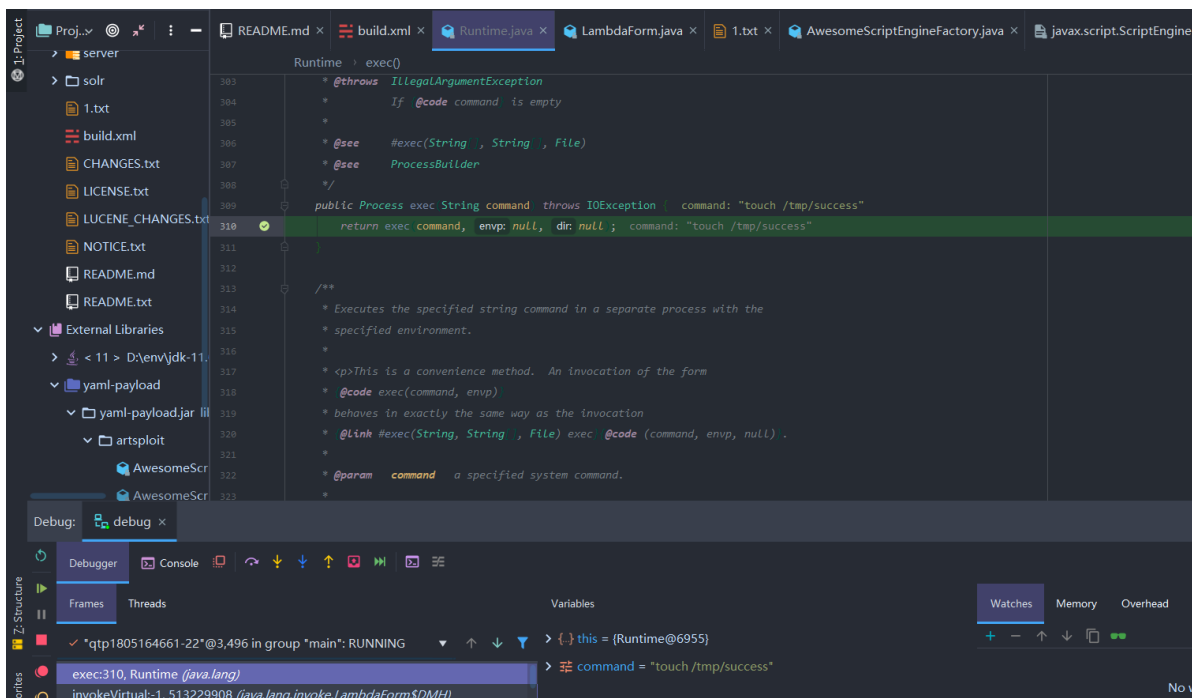 1: Project
Proj..
README.md
build.xml
Runtime.java
LambdaForm.java
1.txt
AwesomeScriptEngineFactory.java
javax.script.ScriptEngine
server
solr
1.txt
build.xml
CHANGES.txt
LICENSE.txt
LUCENE_CHANGES.txt
NOTICE.txt
README.md
README.txt
External Libraries
< 11 > D:\env\jdk-11.
yaml-payload
yaml-payload.jar
artsploit
AwesomeScr
AwesomeScr
Runtime > exec()
303 * @throws IllegalArgumentException
304 * If @code command is empty
305 *
306 * @see #exec(String[], String[], File)
307 * @see ProcessBuilder
308 */
309 public Process exec String command throws IOException { command: "touch /tmp/success"
310 return exec command, envp: null, dir: null ; command: "touch /tmp/success"
311 }
312
313 /**
314 * Executes the specified string command in a separate process with the
315 * specified environment.
316 *
317 * <p>This is a convenience method. An invocation of the form
318 * @code exec(command, envp)
319 * behaves in exactly the same way as the invocation
320 * @link #exec(String, String[], File) exec @code (command, envp, null) .
321 *
322 * @param command a specified system command.
323 *
Debug: debug
Debugger
Console
Frames
Threads
Variables
Watches
Memory
Overhead
7: Structure
"qtp1805164661-22"@3,496 in group "main": RUNNING
exec:310, Runtime (java.lang)
invokeVirtual:-1, 513229908 (java.lang.invoke.LambdaForm$DMH)
{..} this = {Runtime@6955}
command = "touch /tmp/success"
orites